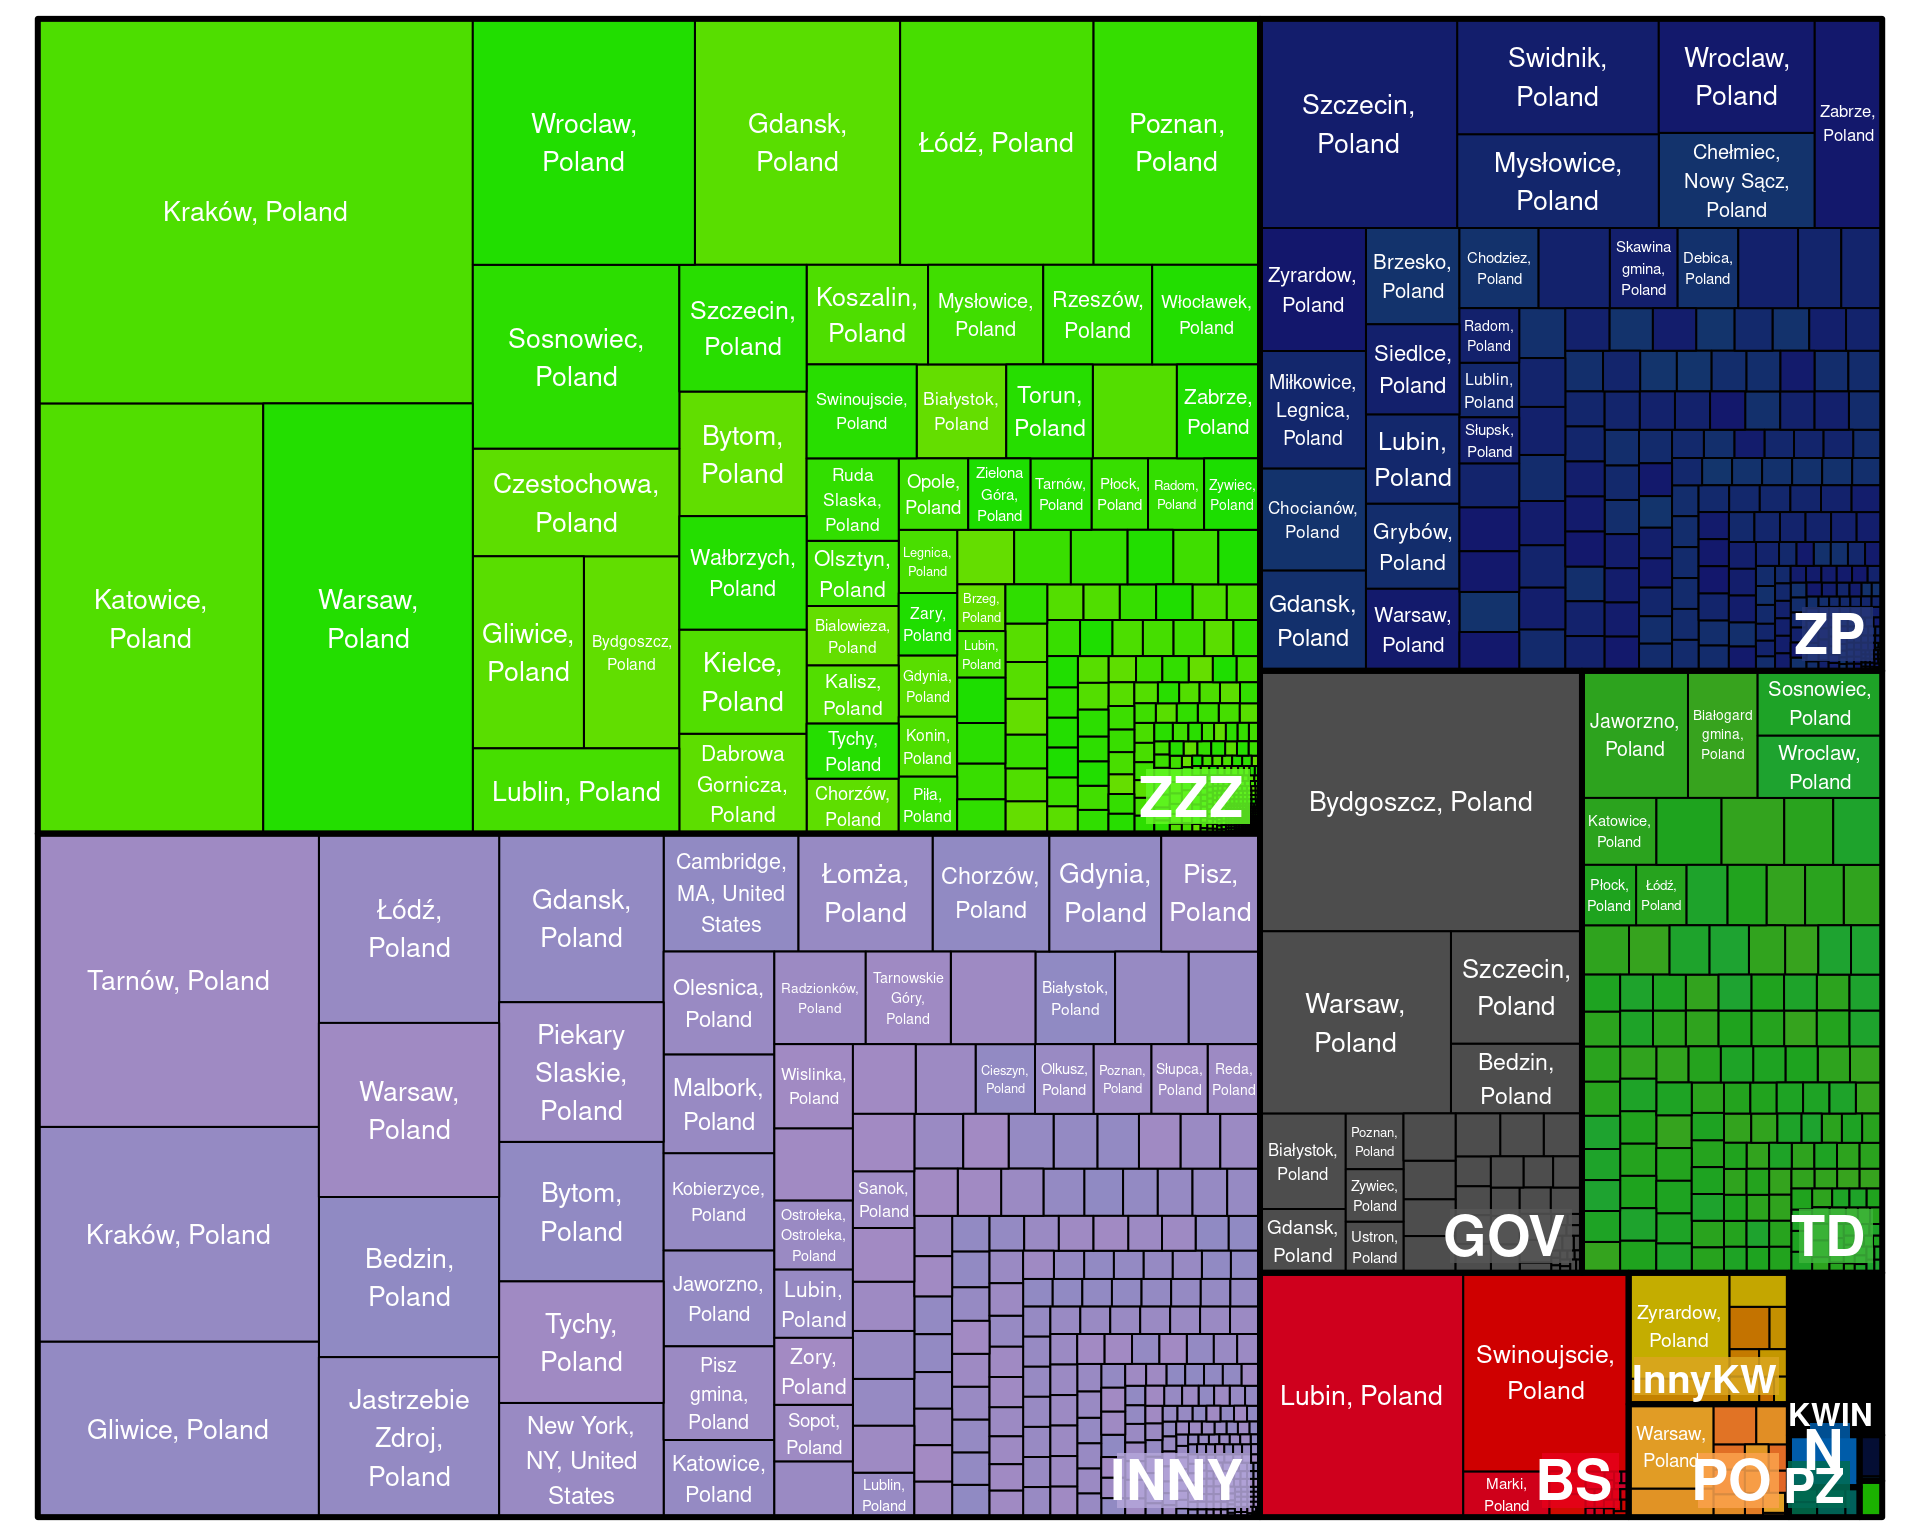 Kraków, Poland
Wroclaw,
Poland
Gdansk,
Poland
Łódź, Poland
Poznan,
Poland
Katowice,
Poland
Warsaw,
Poland
Sosnowiec,
Poland
Czestochowa,
Poland
Gliwice,
Poland
Bydgoszcz,
Poland
Lublin, Poland
Szczecin,
Poland
Bytom,
Poland
Wałbrzych,
Poland
Kielce,
Poland
Dabrowa
Gornicza,
Poland
Koszalin,
Poland
Mysłowice,
Poland
Rzeszów,
Poland
Włocławek,
Poland
Swinoujscie,
Poland
Białystok,
Poland
Torun,
Poland
Zabrze,
Poland
Ruda
Slaska,
Poland
Olsztyn,
Poland
Bialowieza,
Poland
Kalisz,
Poland
Tychy,
Poland
Chorzów,
Poland
Opole,
Poland
Zielona
Góra,
Poland
Tarnów,
Poland
Płock,
Poland
Radom,
Poland
Zywiec,
Poland
Legnica,
Poland
Zary,
Poland
Gdynia,
Poland
Konin,
Poland
Piła,
Poland
Brzeg,
Poland
Lubin,
Poland
ZZZ
Szczecin,
Poland
Swidnik,
Poland
Mysłowice,
Poland
Wroclaw,
Poland
Chełmiec,
Nowy Sącz,
Poland
Zabrze,
Poland
Zyrardow,
Poland
Miłkowice,
Legnica,
Poland
Chocianów,
Poland
Gdansk,
Poland
Brzesko,
Poland
Siedlce,
Poland
Lubin,
Poland
Grybów,
Poland
Warsaw,
Poland
Chodziez,
Poland
Skawina
gmina,
Poland
Debica,
Poland
Radom,
Poland
Lublin,
Poland
Słupsk,
Poland
ZP
Tarnów, Poland
Kraków, Poland
Gliwice, Poland
Łódź,
Poland
Warsaw,
Poland
Bedzin,
Poland
Jastrzebie
Zdroj,
Poland
Gdansk,
Poland
Piekary
Slaskie,
Poland
Bytom,
Poland
Tychy,
Poland
New York,
NY, United
States
Cambridge,
MA, United
States
Łomża,
Poland
Chorzów,
Poland
Gdynia,
Poland
Pisz,
Poland
Olesnica,
Poland
Malbork,
Poland
Kobierzyce,
Poland
Jaworzno,
Poland
Pisz
gmina,
Poland
Katowice,
Poland
Radzionków,
Poland
Tarnowskie
Góry,
Poland
Białystok,
Poland
Wislinka,
Poland
Cieszyn,
Poland
Olkusz,
Poland
Poznan,
Poland
Słupca,
Poland
Reda,
Poland
Ostrołeka,
Ostroleka,
Poland
Sanok,
Poland
Lubin,
Poland
Zory,
Poland
Sopot,
Poland
Lublin,
Poland
INNY
Bydgoszcz, Poland
Warsaw,
Poland
Szczecin,
Poland
Bedzin,
Poland
Białystok,
Poland
Gdansk,
Poland
Poznan,
Poland
Zywiec,
Poland
Ustron,
Poland
GOV
Jaworzno,
Poland
Białogard
gmina,
Poland
Sosnowiec,
Poland
Wroclaw,
Poland
Katowice,
Poland
Płock,
Poland
Łódź,
Poland
TD
Lubin, Poland
Swinoujscie,
Poland
Marki,
Poland
BS
Zyrardow,
Poland
InnyKW
Warsaw,
Poland
PO
KWIN
N
PZ